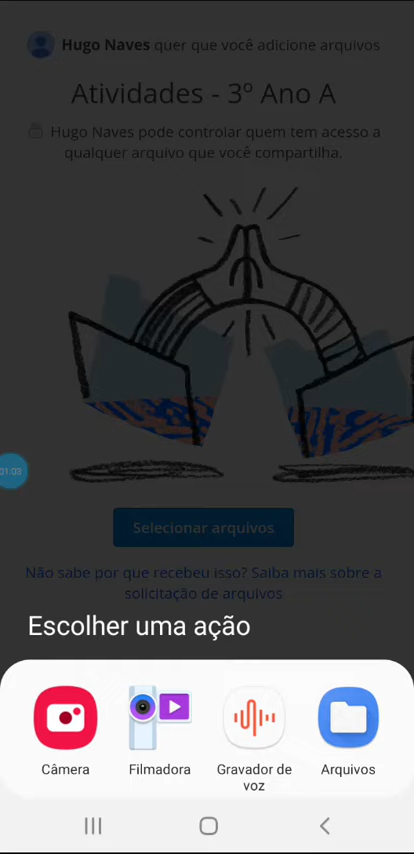 Hugo Naves quer que você adicione arquivos
Atividades - 3º Ano A
Hugo Naves pode controlar quem tem acesso a
qualquer arquivo que você compartilha.
01:03
Selecionar arquivos
Não sabe por que recebeu isso? Saiba mais sobre a
solicitação de arquivos
Escolher uma ação
Câmera
Filmadora
Gravador de
voz
Arquivos